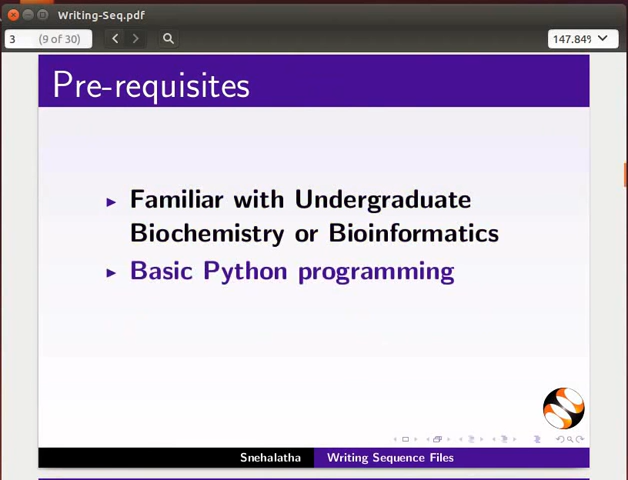 Writing-Seq.pdf
3 (9 of 30) 147.84%
Pre-requisites
Familiar with Undergraduate
Biochemistry or Bioinformatics
Basic Python programming
Snehalatha Writing Sequence Files